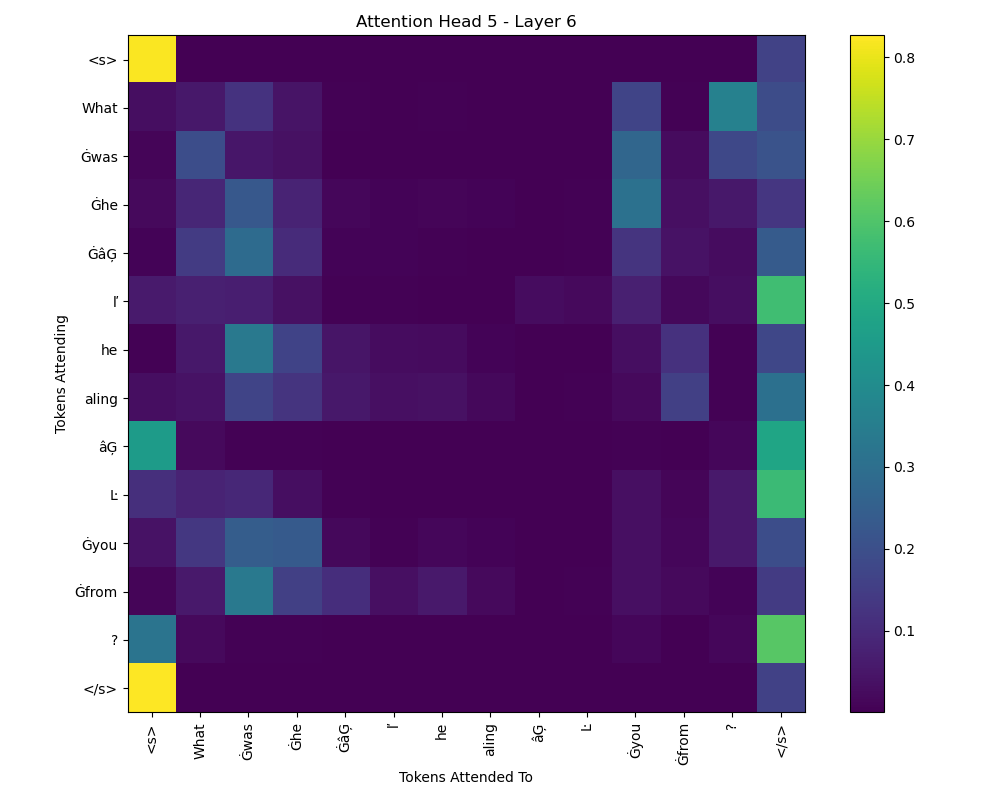 Attention Head 5 - Layer 6
<s>
What
Ġwas
Ġhe
ĠâĢ
ľ
he
aling
âĢ
Ŀ
Ġyou
Ġfrom
?
</s>
Tokens Attending
<s>
What
Ġwas
Ġhe
ĠâĢ
ľ
he
aling
âĢ
Ŀ
Ġyou
Ġfrom
?
</s>
Tokens Attended To
0.8
0.7
0.6
0.5
0.4
0.3
0.2
0.1